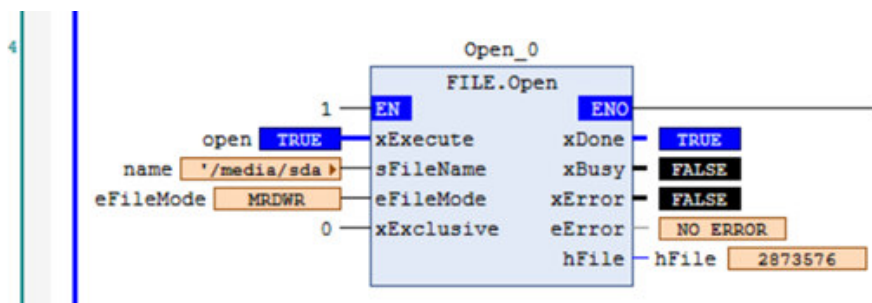 4
Open_0
FILE.Open
1 EN ENO
open TRUE xExecute xDone TRUE
name '/media/sda sFileName xBusy FALSE
eFileMode MRDWR eFileMode xError FALSE
0 xExclusive eError NO ERROR
hFile hFile 2873576